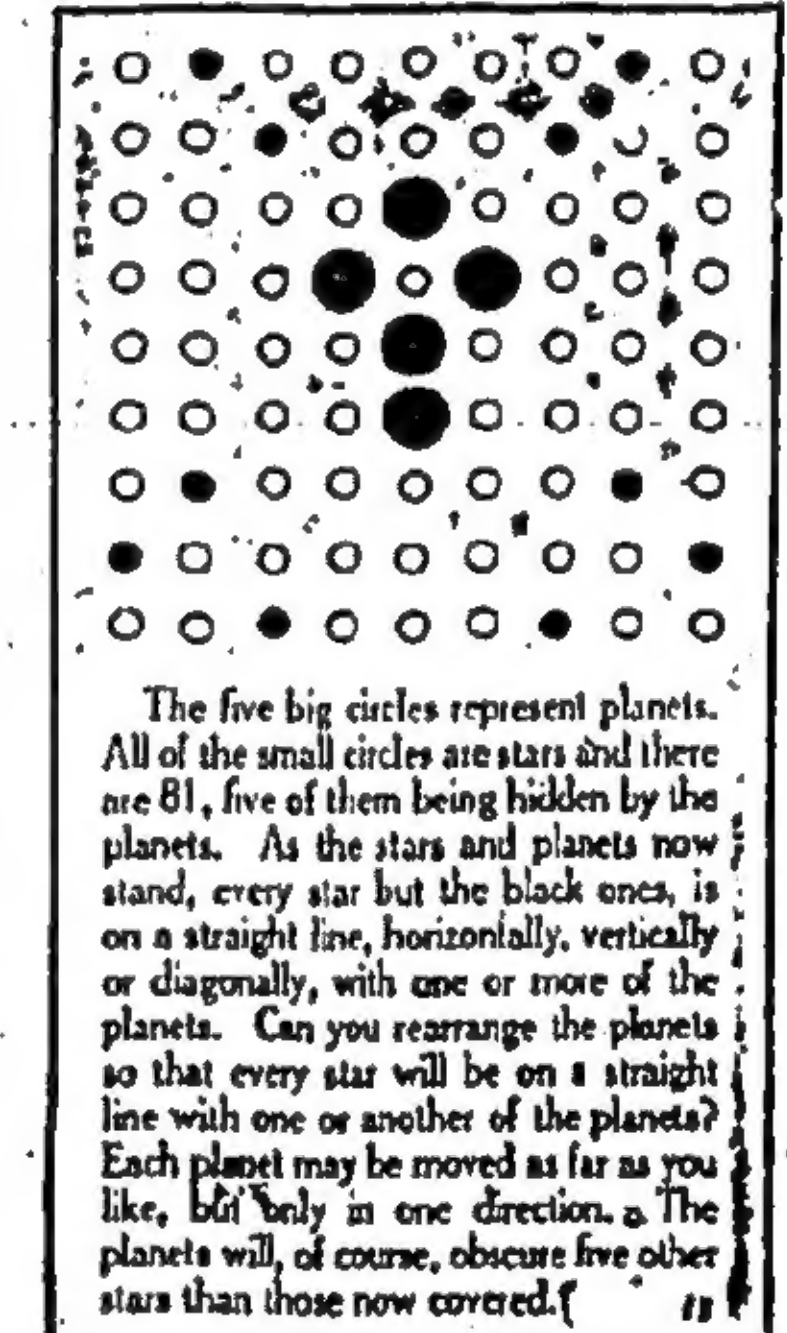 The five big circles represent planets.
All of the small circles are stars and there
are 81, five of them being hidden by the
planets. As the stars and planets now
stand, every star but the black ones, is
on a straight line, horizontally, vertically
or diagonally, with one or more of the
planets. Can you rearrange the planets
so that every star will be on a straight
line with one or another of the planets?
Each planet may be moved as far as you
like, but only in one direction. The
planets will, of course, obscure five other
stars than those now covered.